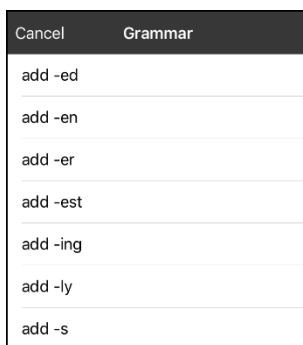 Cancel Grammar
add -ed
add -en
add -er
add -est
add -ing
add -ly
add -s